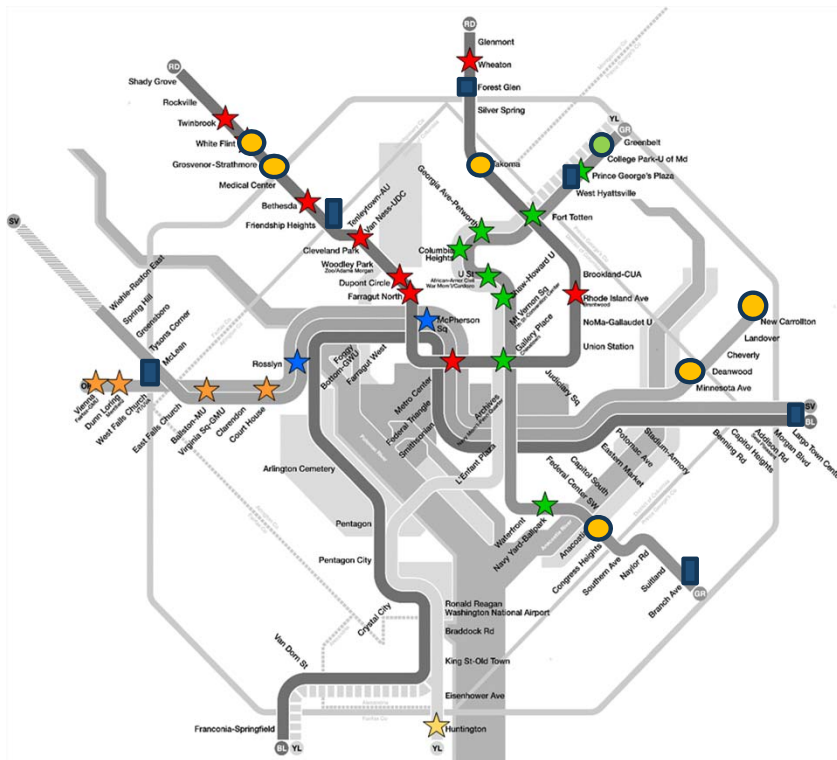 RD
Glenmont
Wheaton
Forest Glen
Silver Spring
Takoma
RD
Shady Grove
Rockville
Twinbrook
White Flint
Grosvenor-Strathmore
Medical Center
Bethesda
Friendship Heights
Tenleytown-AU
Van Ness-UDC
Cleveland Park
Woodley Park
Zoo/Adams Morgan
Dupont Circle
Farragut North
YL
GR
Greenbelt
College Park-U of Md
Prince George's Plaza
West Hyattsville
Fort Totten
Georgia Ave-Petworth
Columbia
Heights
U St
Shaw-Howard U
Mt Vernon Sq
Gallery Place
Chinatown
Brookland-CUA
Rhode Island Ave
Brentwood
NoMa-Gallaudet U
Union Station
Judiciary Sq
SV
Wiehle-Reston East
Spring Hill
Greensboro
Tysons Corner
McLean
Vienna
Dunn Loring
West Falls Church
East Falls Church
Ballston-MU
Virginia Sq-GMU
Clarendon
Court House
Rosslyn
Foggy
Bottom-GWU
Farragut West
McPherson
Sq
Metro Center
Federal Triangle
Smithsonian
Archives
L'Enfant Plaza
New Carrollton
Landover
Cheverly
Deanwood
Minnesota Ave
SV
BL
Stadium-Armory
Potomac Ave
Eastern Market
Capitol South
Federal Center SW
Benning Rd
Capitol Heights
Addison Rd
Morgan Blvd
Largo Town Center
Waterfront
Navy Yard-Ballpark
Anacostia
Congress Heights
Southern Ave
Naylor Rd
Suitland
Branch Ave
GR
Arlington Cemetery
Pentagon
Pentagon City
Crystal City
Ronald Reagan
Washington National Airport
Braddock Rd
King St-Old Town
Eisenhower Ave
Huntington
YL
Van Dorn St
Franconia-Springfield
BL
YL